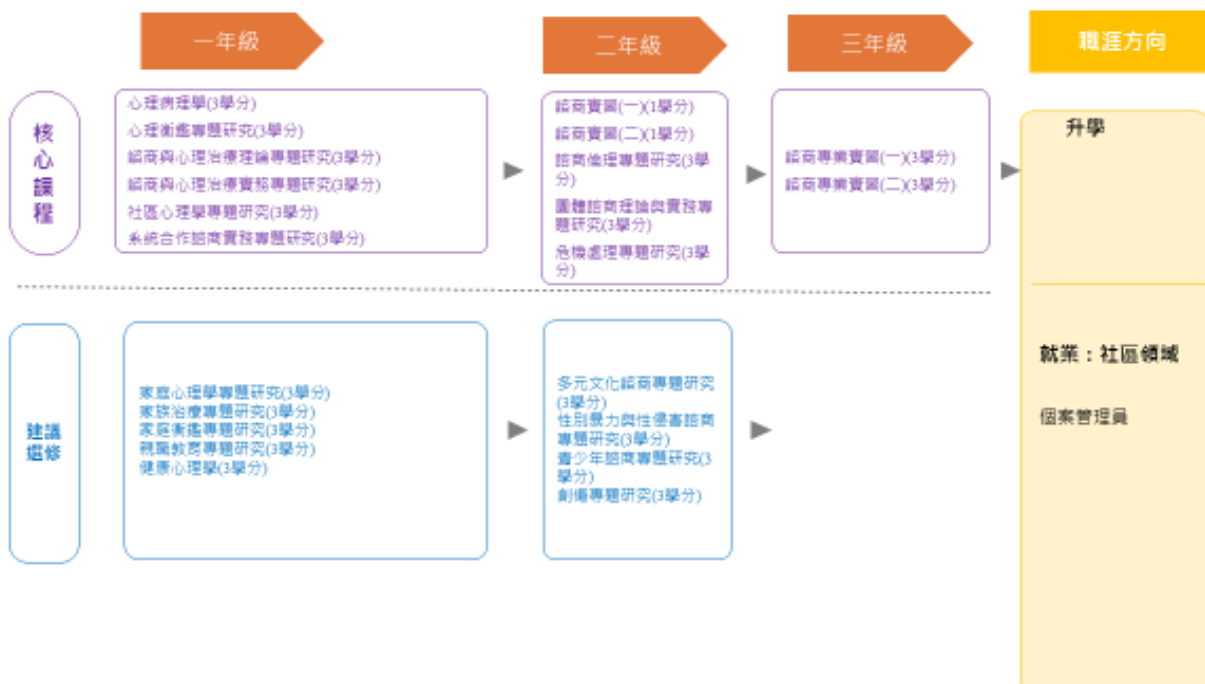 一年級
二年級
三年級
職涯方向
核
心
課
程
心理病理學(3學分)
心理衡鑑專題研究(3學分)
諮商與心理治療理論專題研究(3學分)
諮商與心理治療實務專題研究(3學分)
社區心理學專題研究(3學分)
系統合作諮商實務專題研究(3學分)
諮商實習(一)(1學分)
諮商實習(二)(1學分)
諮商倫理專題研究(3學
分)
團體諮商理論與實務專
題研究(3學分)
危機處理專題研究(3學
分)
諮商專業實習(一)(3學分)
諮商專業實習(二)(3學分)
升學
建議
選修
家庭心理學專題研究(3學分)
家族治療專題研究(3學分)
家庭衡鑑專題研究(3學分)
親職教育專題研究(3學分)
健康心理學(3學分)
多元文化諮商專題研究
(3學分)
性別暴力與性侵害諮商
專題研究(3學分)
青少年諮商專題研究(3
學分)
創傷專題研究(3學分)
就業：社區領域
個案管理員